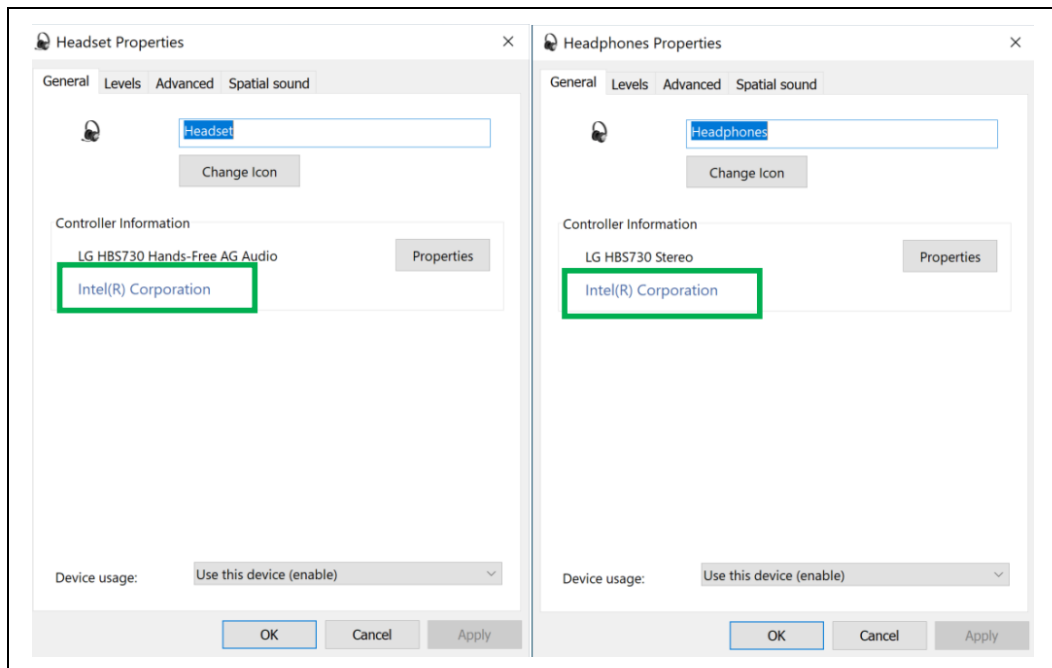 Headset Properties
General Levels Advanced Spatial sound
Headset
Change Icon
Controller Information
LG HBS730 Hands-Free AG Audio
Properties
Intel(R) Corporation
Device usage:
Use this device (enable)
OK Cancel Apply
Headphones Properties
General Levels Advanced Spatial sound
Headphones
Change Icon
Controller Information
LG HBS730 Stereo
Properties
Intel(R) Corporation
Device usage:
Use this device (enable)
OK Cancel Apply